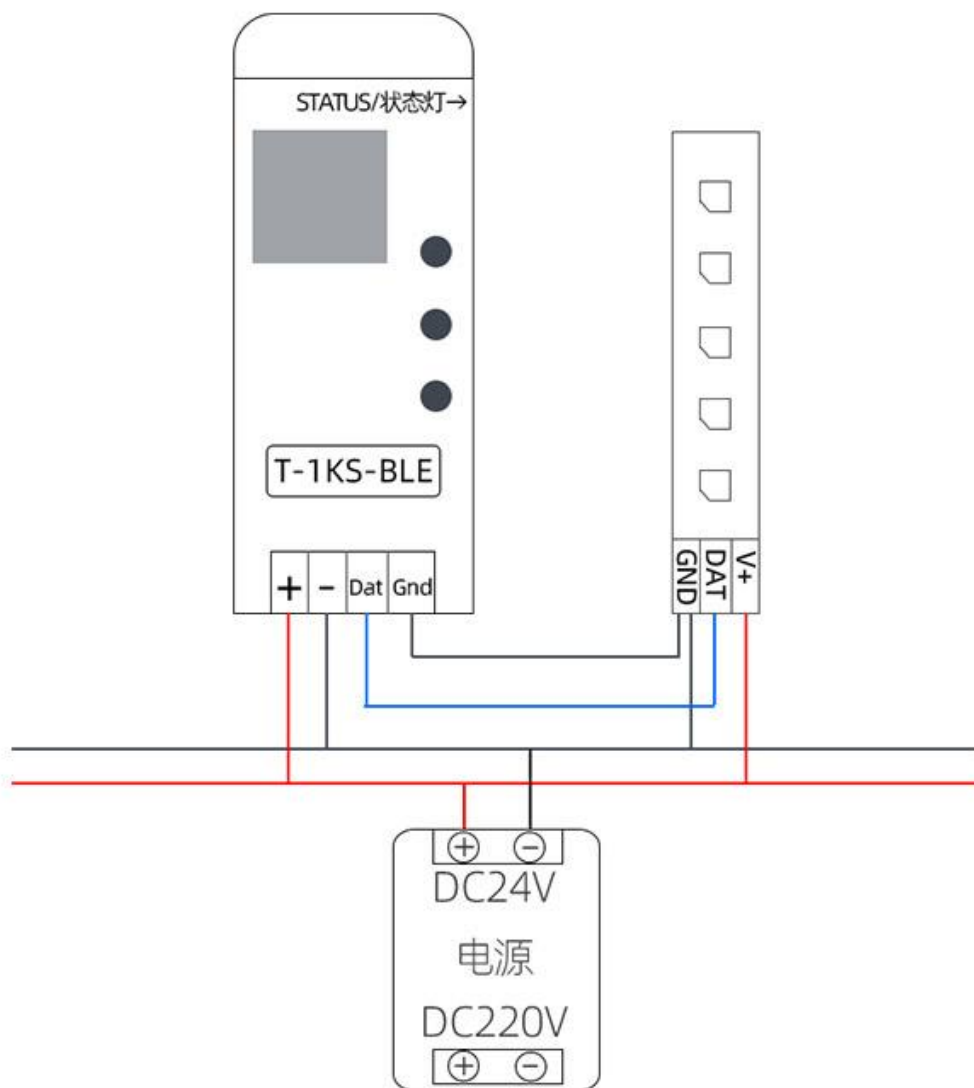 STATUS/状态灯→
T-1KS-BLE
+ - Dat Gnd
GND DAT V+
+ -
DC24V
电源
DC220V
+ -